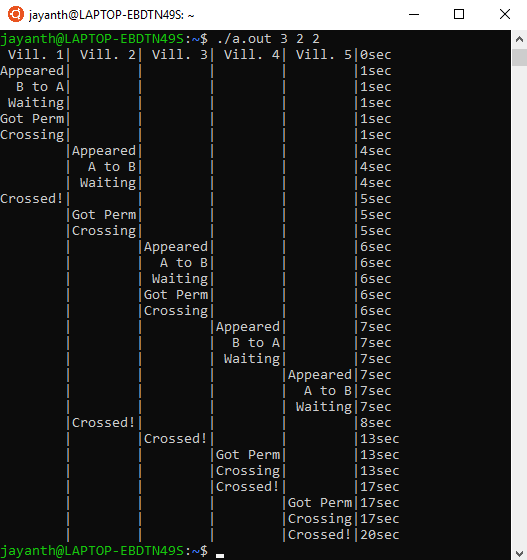 jayanth@LAPTOP-EBDTN49S: ~
jayanth@LAPTOP-EBDTN49S:~$ ./a.out 3 2 2
 Vill. 1| Vill. 2| Vill. 3| Vill. 4| Vill. 5|0sec
Appeared|        |        |        |        |1sec
  B to A|        |        |        |        |1sec
 Waiting|        |        |        |        |1sec
Got Perm|        |        |        |        |1sec
Crossing|        |        |        |        |1sec
        |Appeared|        |        |        |4sec
        |  A to B|        |        |        |4sec
        | Waiting|        |        |        |4sec
Crossed!|        |        |        |        |5sec
        |Got Perm|        |        |        |5sec
        |Crossing|        |        |        |5sec
        |        |Appeared|        |        |6sec
        |        |  A to B|        |        |6sec
        |        | Waiting|        |        |6sec
        |        |Got Perm|        |        |6sec
        |        |Crossing|        |        |6sec
        |        |        |Appeared|        |7sec
        |        |        |  B to A|        |7sec
        |        |        | Waiting|        |7sec
        |        |        |        |Appeared|7sec
        |        |        |        |  A to B|7sec
        |        |        |        | Waiting|7sec
        |Crossed!|        |        |        |8sec
        |        |Crossed!|        |        |13sec
        |        |        |Got Perm|        |13sec
        |        |        |Crossing|        |13sec
        |        |        |Crossed!|        |17sec
        |        |        |        |Got Perm|17sec
        |        |        |        |Crossing|17sec
        |        |        |        |Crossed!|20sec
jayanth@LAPTOP-EBDTN49S:~$